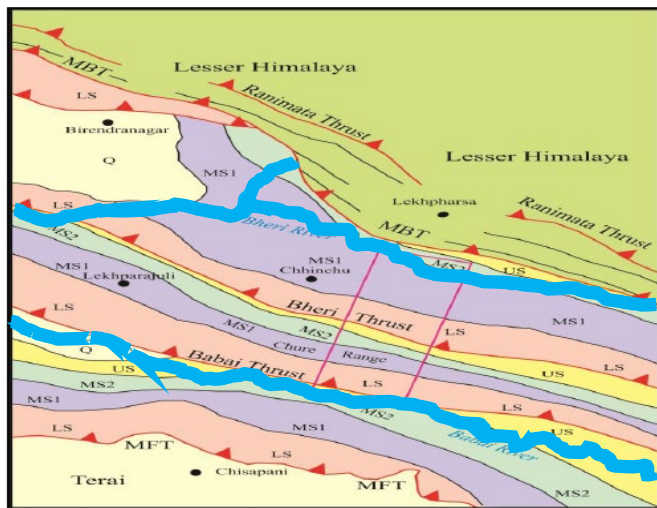 Lesser Himalaya
MBT
LS
Ranimata Thrust
Birendranagar
Q
Lesser Himalaya
MS1
Lekhpharsa
Ranimata Thrust
LS
Bheri River
MBT
MS2
MS1
MS2
US
MS1
Chhinchu
Lekhparajuli
Bheri Thrust
MS1
LS
MS1
MS2
LS
Chure Range
Q
Babai Thrust
US
US
MS2
LS
LS
MS1
MS2
US
LS
MFT
LS
Babai River
Terai
Chisapani
MFT
MS1
MS2